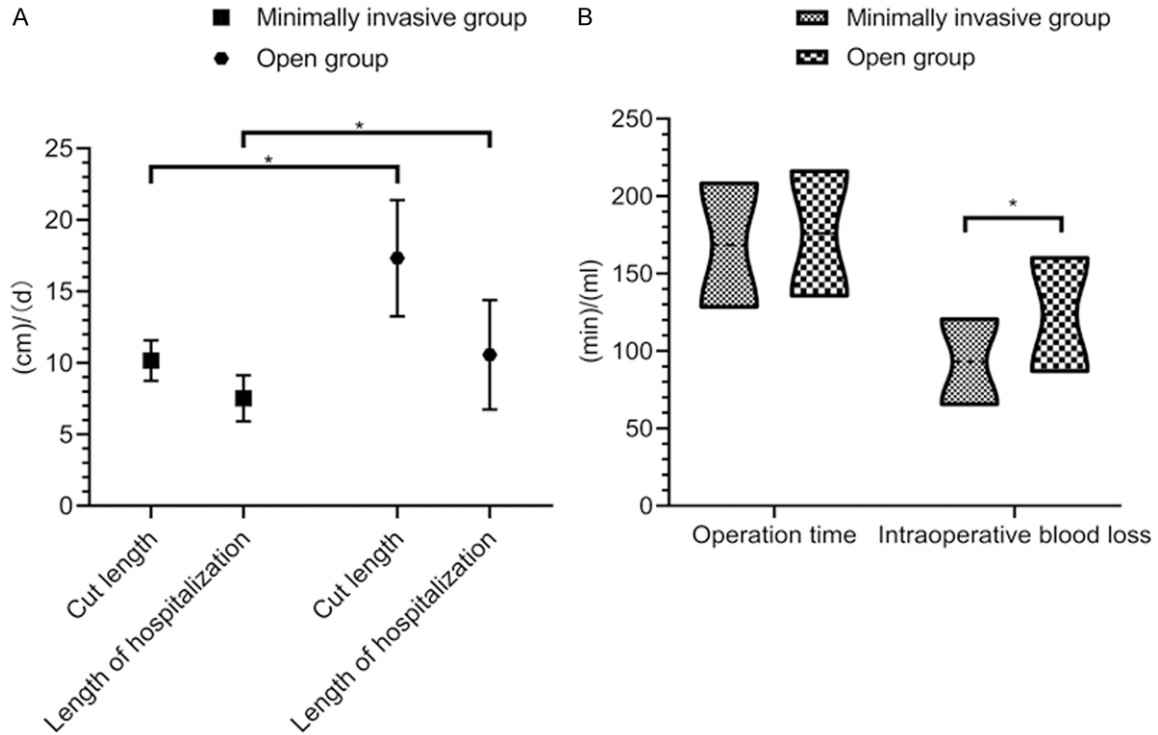 A
Minimally invasive group
Open group
(cm)/(d)
25
20
15
10
5
0
*
*
Cut length
Length of hospitalization
Cut length
Length of hospitalization
B
Minimally invasive group
Open group
(min)/(ml)
250
200
150
100
50
0
*
Operation time
Intraoperative blood loss